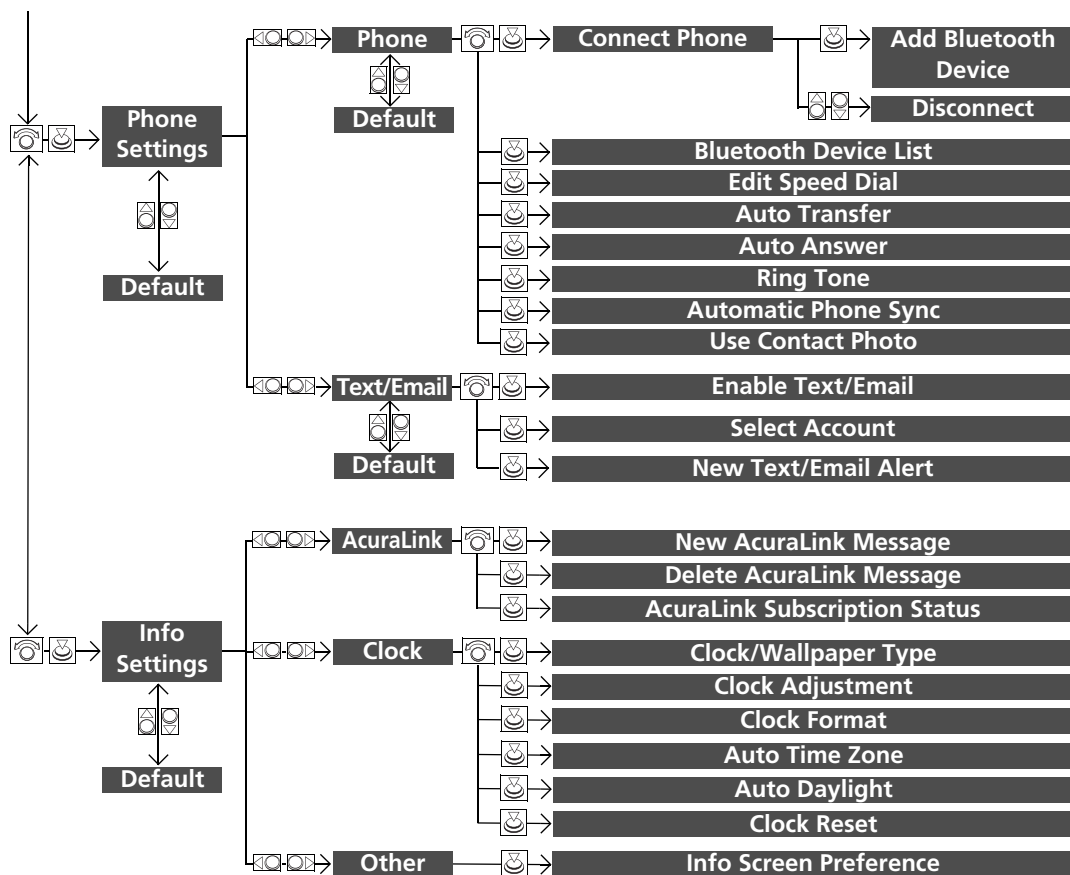 Phone
Connect Phone
Add Bluetooth
Device
Default
Disconnect
Phone
Settings
Bluetooth Device List
Edit Speed Dial
Auto Transfer
Auto Answer
Default
Ring Tone
Automatic Phone Sync
Use Contact Photo
Text/Email
Enable Text/Email
Select Account
Default
New Text/Email Alert
AcuraLink
New AcuraLink Message
Delete AcuraLink Message
AcuraLink Subscription Status
Info
Settings
Clock
Clock/Wallpaper Type
Clock Adjustment
Clock Format
Auto Time Zone
Default
Auto Daylight
Clock Reset
Other
Info Screen Preference